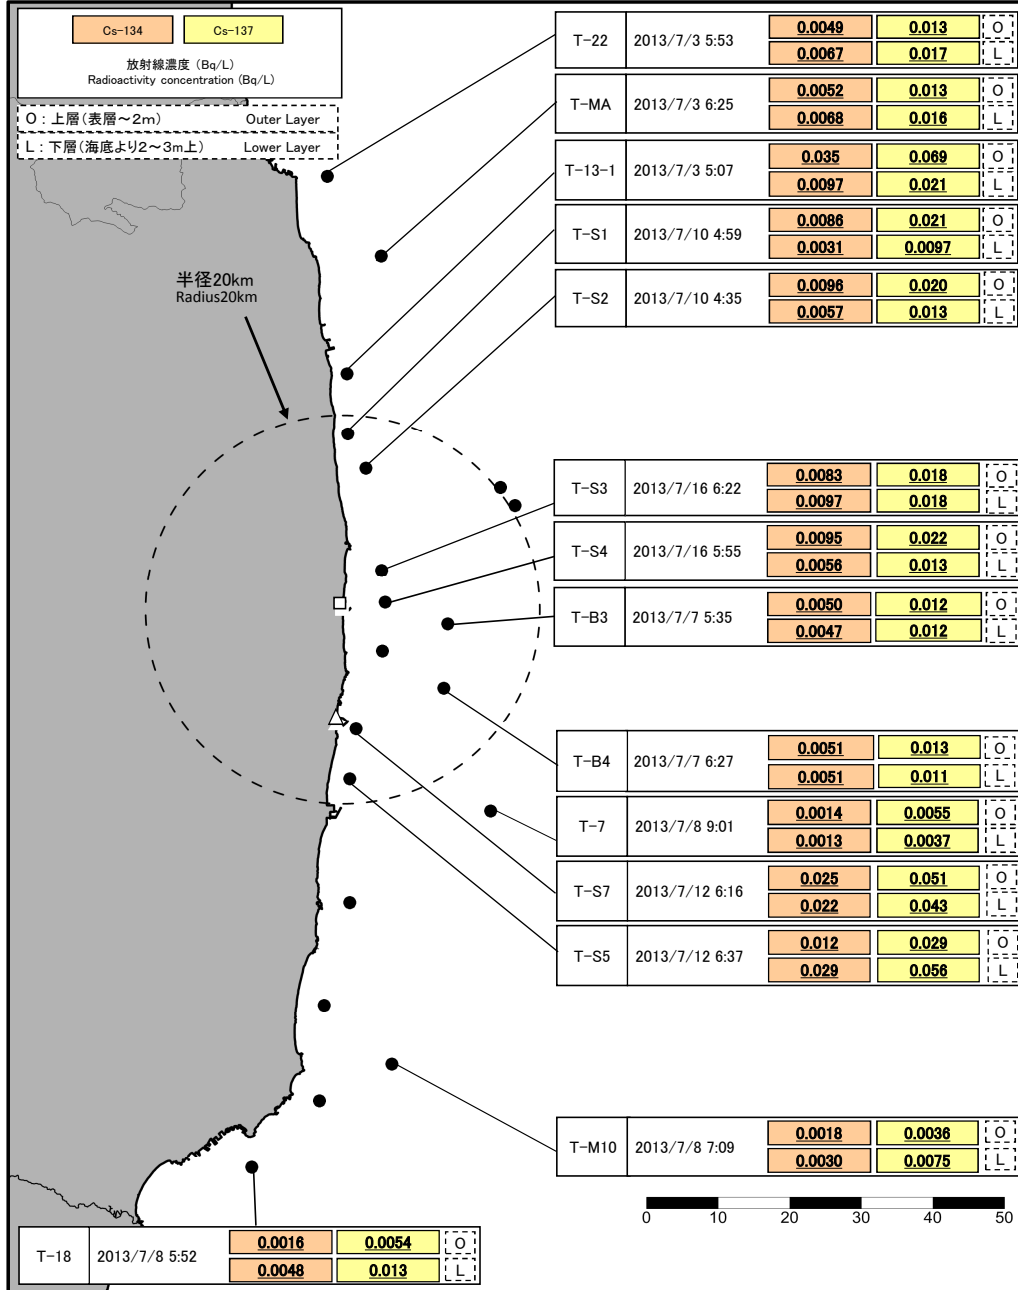 Cs-134 Cs-137
放射線濃度 (Bq/L)
Radioactivity concentration (Bq/L)
O : 上層(表層～2m) Outer Layer
L : 下層(海底より2～3m上) Lower Layer
半径20km
Radius20km
T-22 2013/7/3 5:53 0.0049 0.013 O
0.0067 0.017 L
T-MA 2013/7/3 6:25 0.0052 0.013 O
0.0068 0.016 L
T-13-1 2013/7/3 5:07 0.035 0.069 O
0.0097 0.021 L
T-S1 2013/7/10 4:59 0.0086 0.021 O
0.0031 0.0097 L
T-S2 2013/7/10 4:35 0.0096 0.020 O
0.0057 0.013 L
T-S3 2013/7/16 6:22 0.0083 0.018 O
0.0097 0.018 L
T-S4 2013/7/16 5:55 0.0095 0.022 O
0.0056 0.013 L
T-B3 2013/7/7 5:35 0.0050 0.012 O
0.0047 0.012 L
T-B4 2013/7/7 6:27 0.0051 0.013 O
0.0051 0.011 L
T-7 2013/7/8 9:01 0.0014 0.0055 O
0.0013 0.0037 L
T-S7 2013/7/12 6:16 0.025 0.051 O
0.022 0.043 L
T-S5 2013/7/12 6:37 0.012 0.029 O
0.029 0.056 L
T-M10 2013/7/8 7:09 0.0018 0.0036 O
0.0030 0.0075 L
0 10 20 30 40 50
T-18 2013/7/8 5:52 0.0016 0.0054 O
0.0048 0.013 L